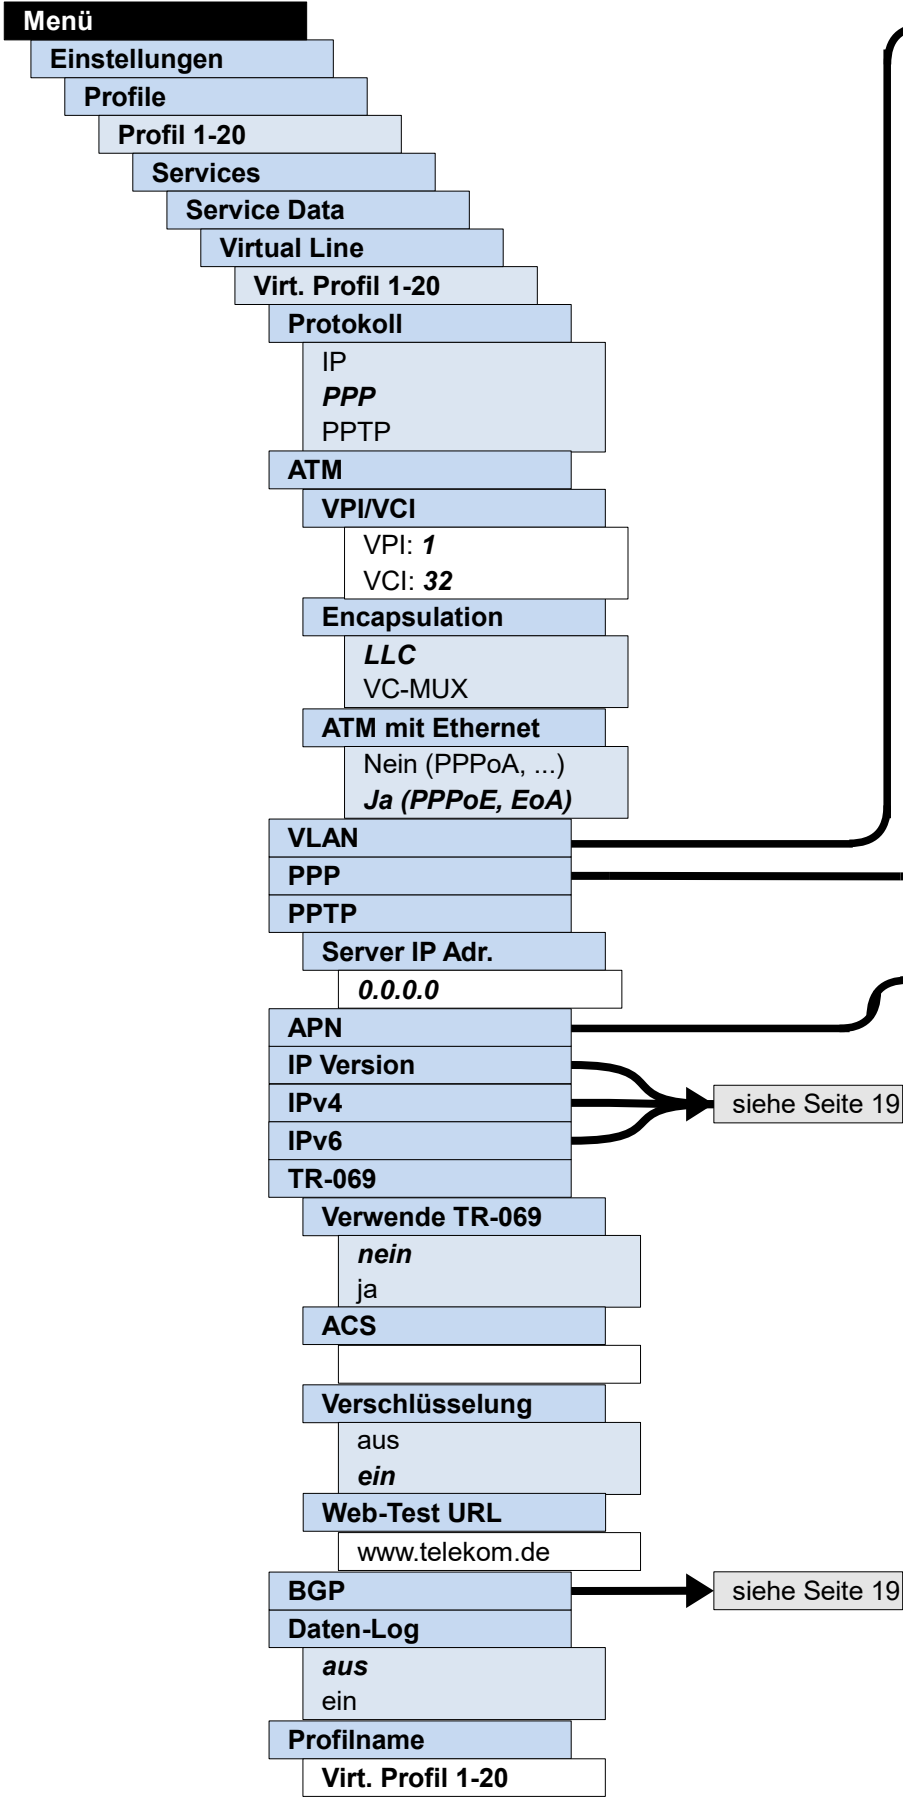 Menü
Einstellungen
Profile
Profil 1-20
Services
Service Data
Virtual Line
Virt. Profil 1-20
Protokoll
IP
PPP
PPTP
ATM
VPI/VCI
VPI: 1
VCI: 32
Encapsulation
LLC
VC-MUX
ATM mit Ethernet
Nein (PPPoA, ...)
Ja (PPPoE, EoA)
VLAN
PPP
PPTP
Server IP Adr.
0.0.0.0
APN
IP Version
IPv4
siehe Seite 19
IPv6
TR-069
Verwende TR-069
nein
ja
ACS
Verschlüsselung
aus
ein
Web-Test URL
www.telekom.de
BGP
siehe Seite 19
Daten-Log
aus
ein
Profilname
Virt. Profil 1-20